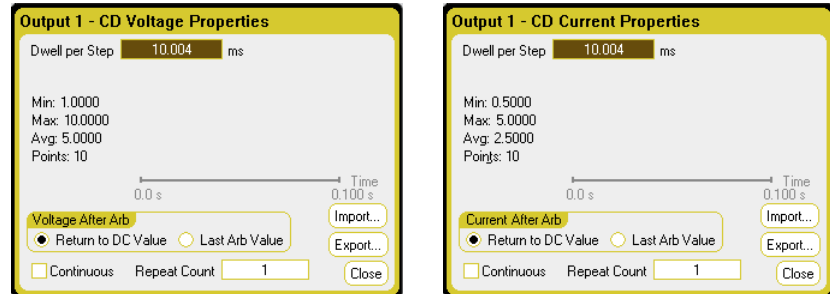 Output 1 - CD Voltage Properties
Dwell per Step 10.004 ms
Min: 1.0000
Max: 10.0000
Avg: 5.0000
Points: 10
Time
0.0 s 0.100 s
Voltage After Arb
Return to DC Value Last Arb Value
Continuous Repeat Count 1
Import...
Export...
Close
Output 1 - CD Current Properties
Dwell per Step 10.004 ms
Min: 0.5000
Max: 5.0000
Avg: 2.5000
Points: 10
Time
0.0 s 0.100 s
Current After Arb
Return to DC Value Last Arb Value
Continuous Repeat Count 1
Import...
Export...
Close